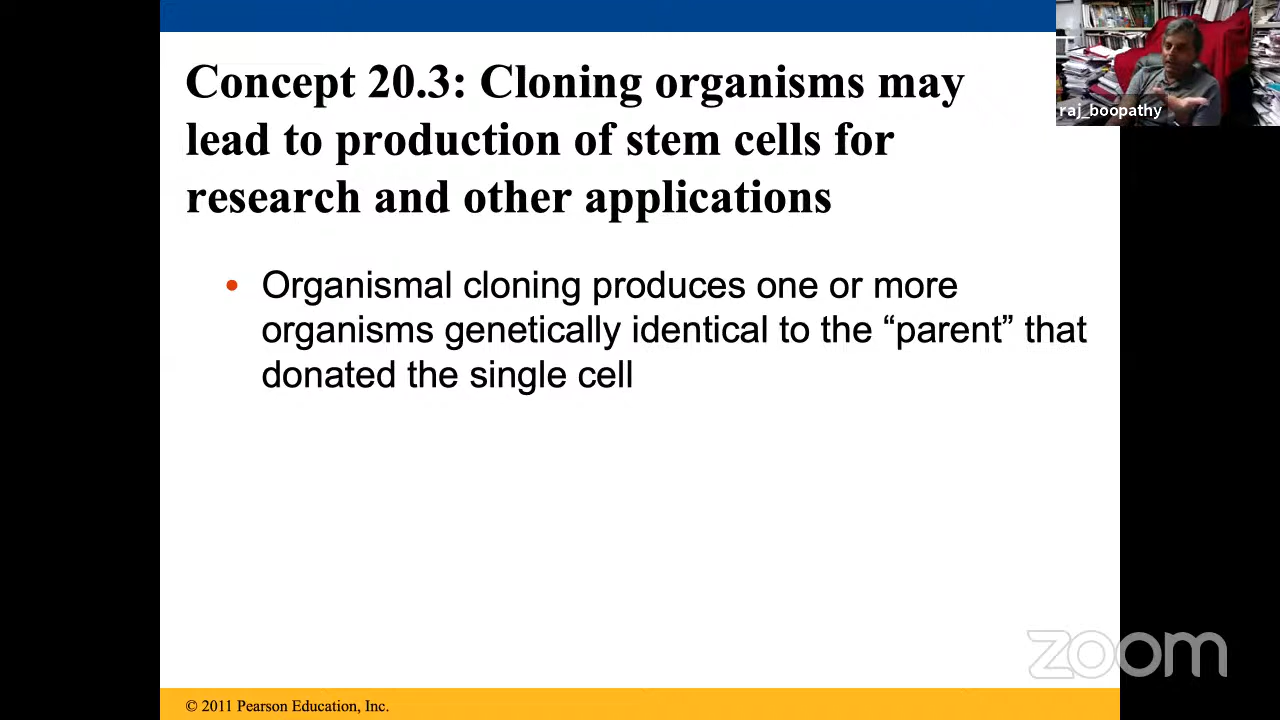 Concept 20.3: Cloning organisms may
lead to production of stem cells for
research and other applications
• Organismal cloning produces one or more
organisms genetically identical to the “parent” that
donated the single cell
© 2011 Pearson Education, Inc.
raj_boopathy
zoom